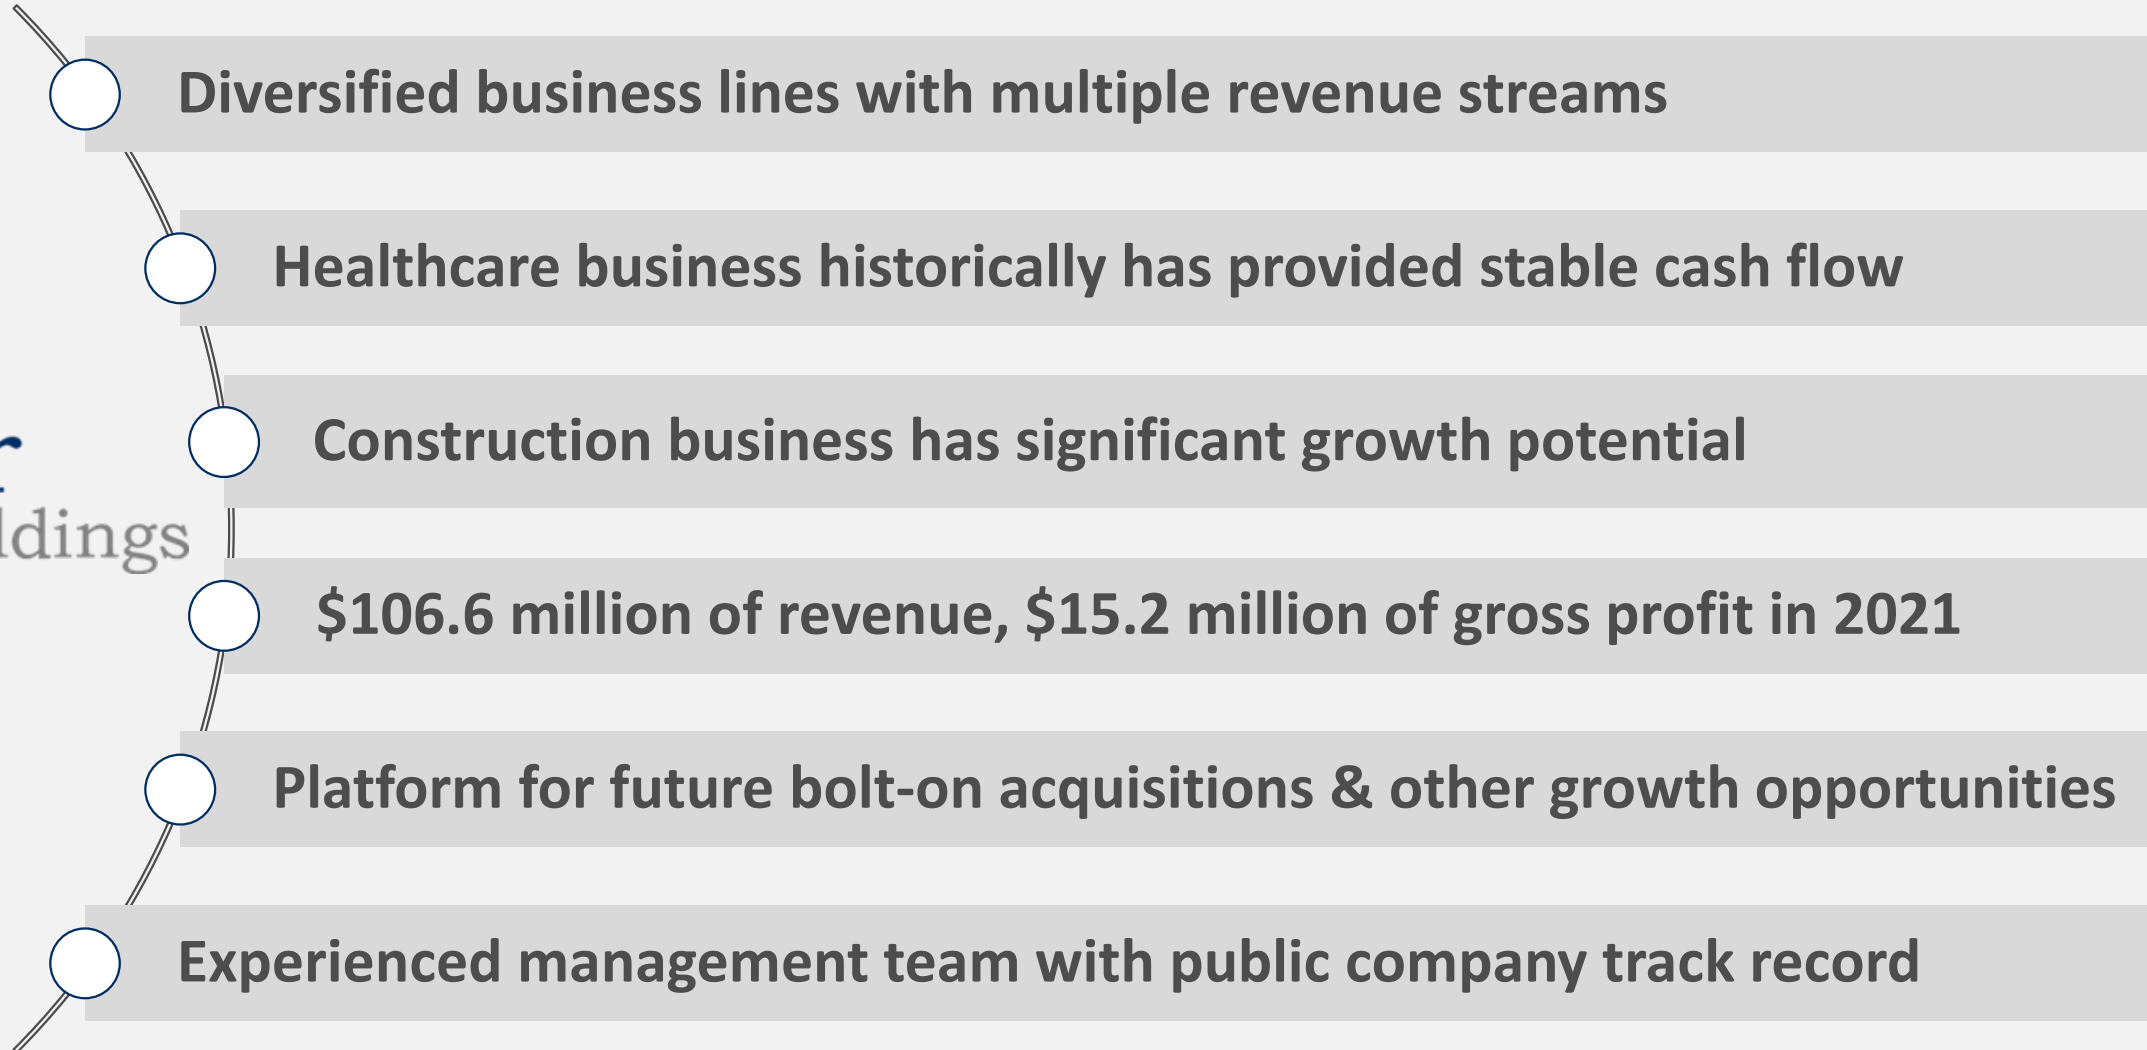 Diversified business lines with multiple revenue streams
Healthcare business historically has provided stable cash flow
Construction business has significant growth potential
$106.6 million of revenue, $15.2 million of gross profit in 2021
Platform for future bolt-on acquisitions & other growth opportunities
Experienced management team with public company track record